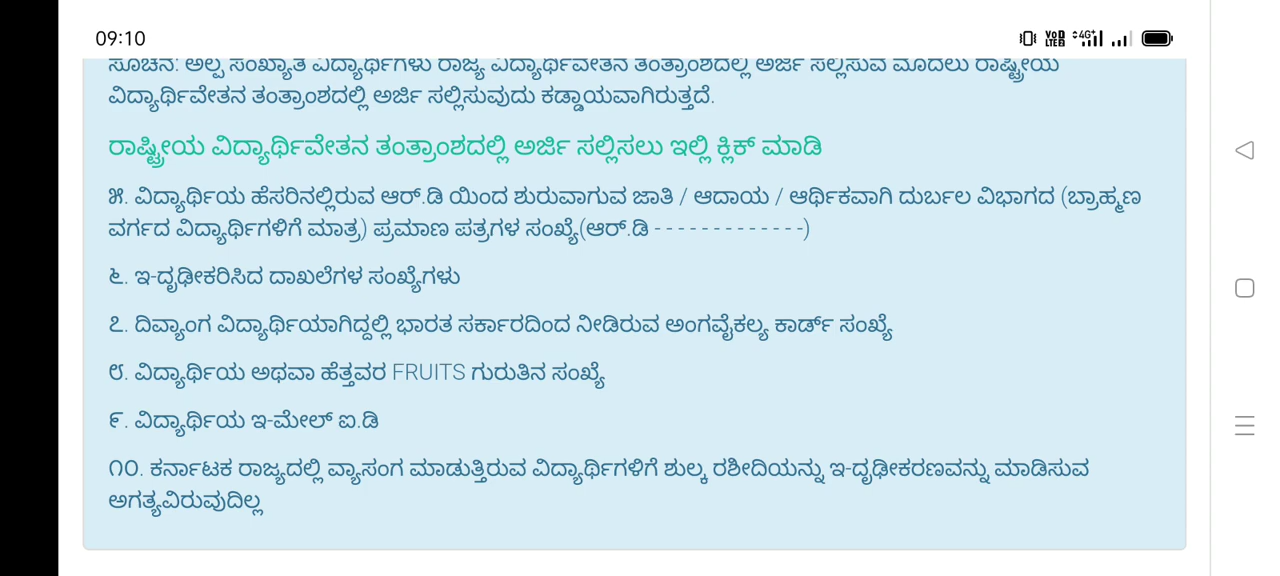 09:10
VoD LTE2 4G+
ಸೂಚನೆ: ಅಲ್ಪ ಸಂಖ್ಯಾತ ವಿದ್ಯಾರ್ಥಿಗಳು ರಾಜ್ಯ ವಿದ್ಯಾರ್ಥಿವೇತನ ತಂತ್ರಾಂಶದಲ್ಲಿ ಅರ್ಜಿ ಸಲ್ಲಿಸುವ ಮೊದಲು ರಾಷ್ಟ್ರೀಯ
ವಿದ್ಯಾರ್ಥಿವೇತನ ತಂತ್ರಾಂಶದಲ್ಲಿ ಅರ್ಜಿ ಸಲ್ಲಿಸುವುದು ಕಡ್ಡಾಯವಾಗಿರುತ್ತದೆ.
ರಾಷ್ಟ್ರೀಯ ವಿದ್ಯಾರ್ಥಿವೇತನ ತಂತ್ರಾಂಶದಲ್ಲಿ ಅರ್ಜಿ ಸಲ್ಲಿಸಲು ಇಲ್ಲಿ ಕ್ಲಿಕ್ ಮಾಡಿ
೫. ವಿದ್ಯಾರ್ಥಿಯ ಹೆಸರಿನಲ್ಲಿರುವ ಆರ್.ಡಿ ಯಿಂದ ಶುರುವಾಗುವ ಜಾತಿ / ಆದಾಯ / ಆರ್ಥಿಕವಾಗಿ ದುರ್ಬಲ ವಿಭಾಗದ (ಬ್ರಾಹ್ಮಣ
ವರ್ಗದ ವಿದ್ಯಾರ್ಥಿಗಳಿಗೆ ಮಾತ್ರ) ಪ್ರಮಾಣ ಪತ್ರಗಳ ಸಂಖ್ಯೆ(ಆರ್.ಡಿ - - - - - - - - - - - - -)
೬. ಇ-ದೃಢೀಕರಿಸಿದ ದಾಖಲೆಗಳ ಸಂಖ್ಯೆಗಳು
೭. ದಿವ್ಯಾಂಗ ವಿದ್ಯಾರ್ಥಿಯಾಗಿದ್ದಲ್ಲಿ ಭಾರತ ಸರ್ಕಾರದಿಂದ ನೀಡಿರುವ ಅಂಗವೈಕಲ್ಯ ಕಾರ್ಡ್ ಸಂಖ್ಯೆ
೮. ವಿದ್ಯಾರ್ಥಿಯ ಅಥವಾ ಹೆತ್ತವರ FRUITS ಗುರುತಿನ ಸಂಖ್ಯೆ
೯. ವಿದ್ಯಾರ್ಥಿಯ ಇ-ಮೇಲ್ ಐ.ಡಿ
೧೦. ಕರ್ನಾಟಕ ರಾಜ್ಯದಲ್ಲಿ ವ್ಯಾಸಂಗ ಮಾಡುತ್ತಿರುವ ವಿದ್ಯಾರ್ಥಿಗಳಿಗೆ ಶುಲ್ಕ ರಶೀದಿಯನ್ನು ಇ-ದೃಢೀಕರಣವನ್ನು ಮಾಡಿಸುವ
ಅಗತ್ಯವಿರುವುದಿಲ್ಲ